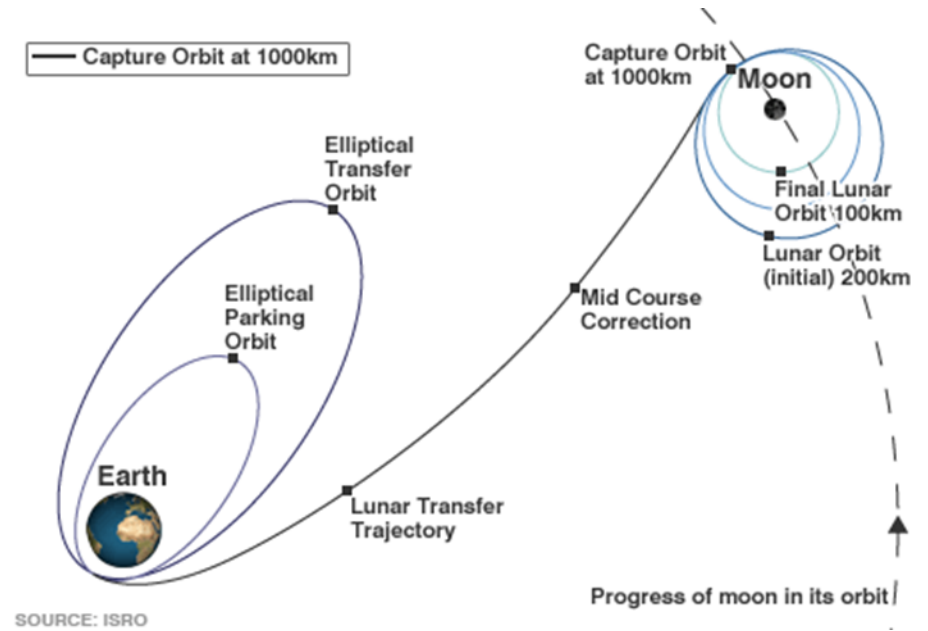 Capture Orbit at 1000km
Capture Orbit
at 1000km
Moon
Elliptical
Transfer
Orbit
Final Lunar
Orbit 100km
Lunar Orbit
(initial) 200km
Elliptical
Parking
Orbit
Mid Course
Correction
Earth
Lunar Transfer
Trajectory
Progress of moon in its orbit
SOURCE: ISRO